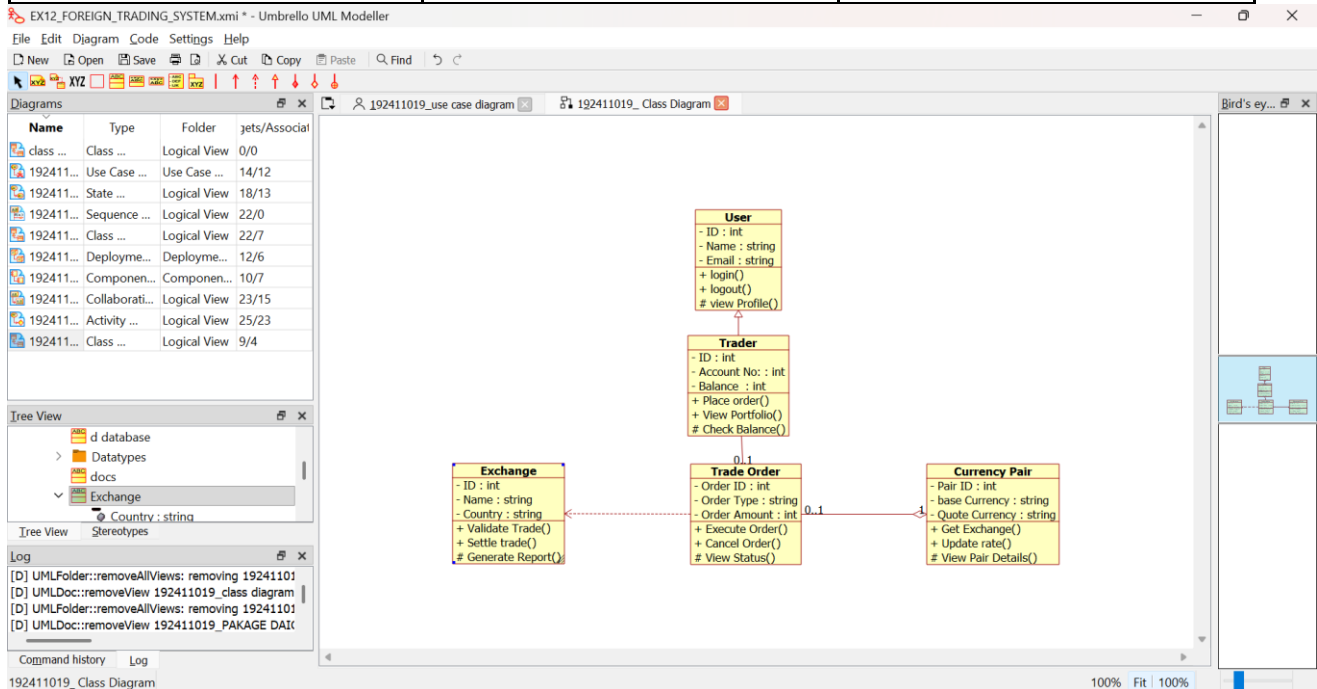 EX12_FOREIGN_TRADING_SYSTEM.xmi * - Umbrello UML Modeller
File Edit Diagram Code Settings Help
New Open Save Cut Copy Paste Find
XYZ
Diagrams
192411019_use case diagram
192411019_ Class Diagram
Bird's ey...
Name Type Folder gets/Associat
class ... Class ... Logical View 0/0
192411... Use Case ... Use Case ... 14/12
192411... State ... Logical View 18/13
192411... Sequence ... Logical View 22/0
192411... Class ... Logical View 22/7
192411... Deployme... Deployme... 12/6
192411... Componen... Componen... 10/7
192411... Collaborati... Logical View 23/15
192411... Activity ... Logical View 25/23
192411... Class ... Logical View 9/4
Tree View
d database
Datatypes
docs
Exchange
Country : string
Tree View Stereotypes
Log
[D] UMLFolder::removeAllViews: removing 19241101
[D] UMLDoc::removeView 192411019_class diagram
[D] UMLFolder::removeAllViews: removing 19241101
[D] UMLDoc::removeView 192411019_PAKAGE DAI
Command history Log
192411019_ Class Diagram
User
- ID : int
- Name : string
- Email : string
+ login()
+ logout()
# view Profile()
Trader
- ID : int
- Account No: : int
- Balance : int
+ Place order()
+ View Portfolio()
# Check Balance()
0..1
Exchange
- ID : int
- Name : string
- Country : string
+ Validate Trade()
+ Settle trade()
# Generate Report()
Trade Order
- Order ID : int
- Order Type : string
- Order Amount : int
+ Execute Order()
+ Cancel Order()
# View Status()
0..1
1
Currency Pair
- Pair ID : int
- base Currency : string
- Quote Currency : string
+ Get Exchange()
+ Update rate()
# View Pair Details()
100% Fit 100%